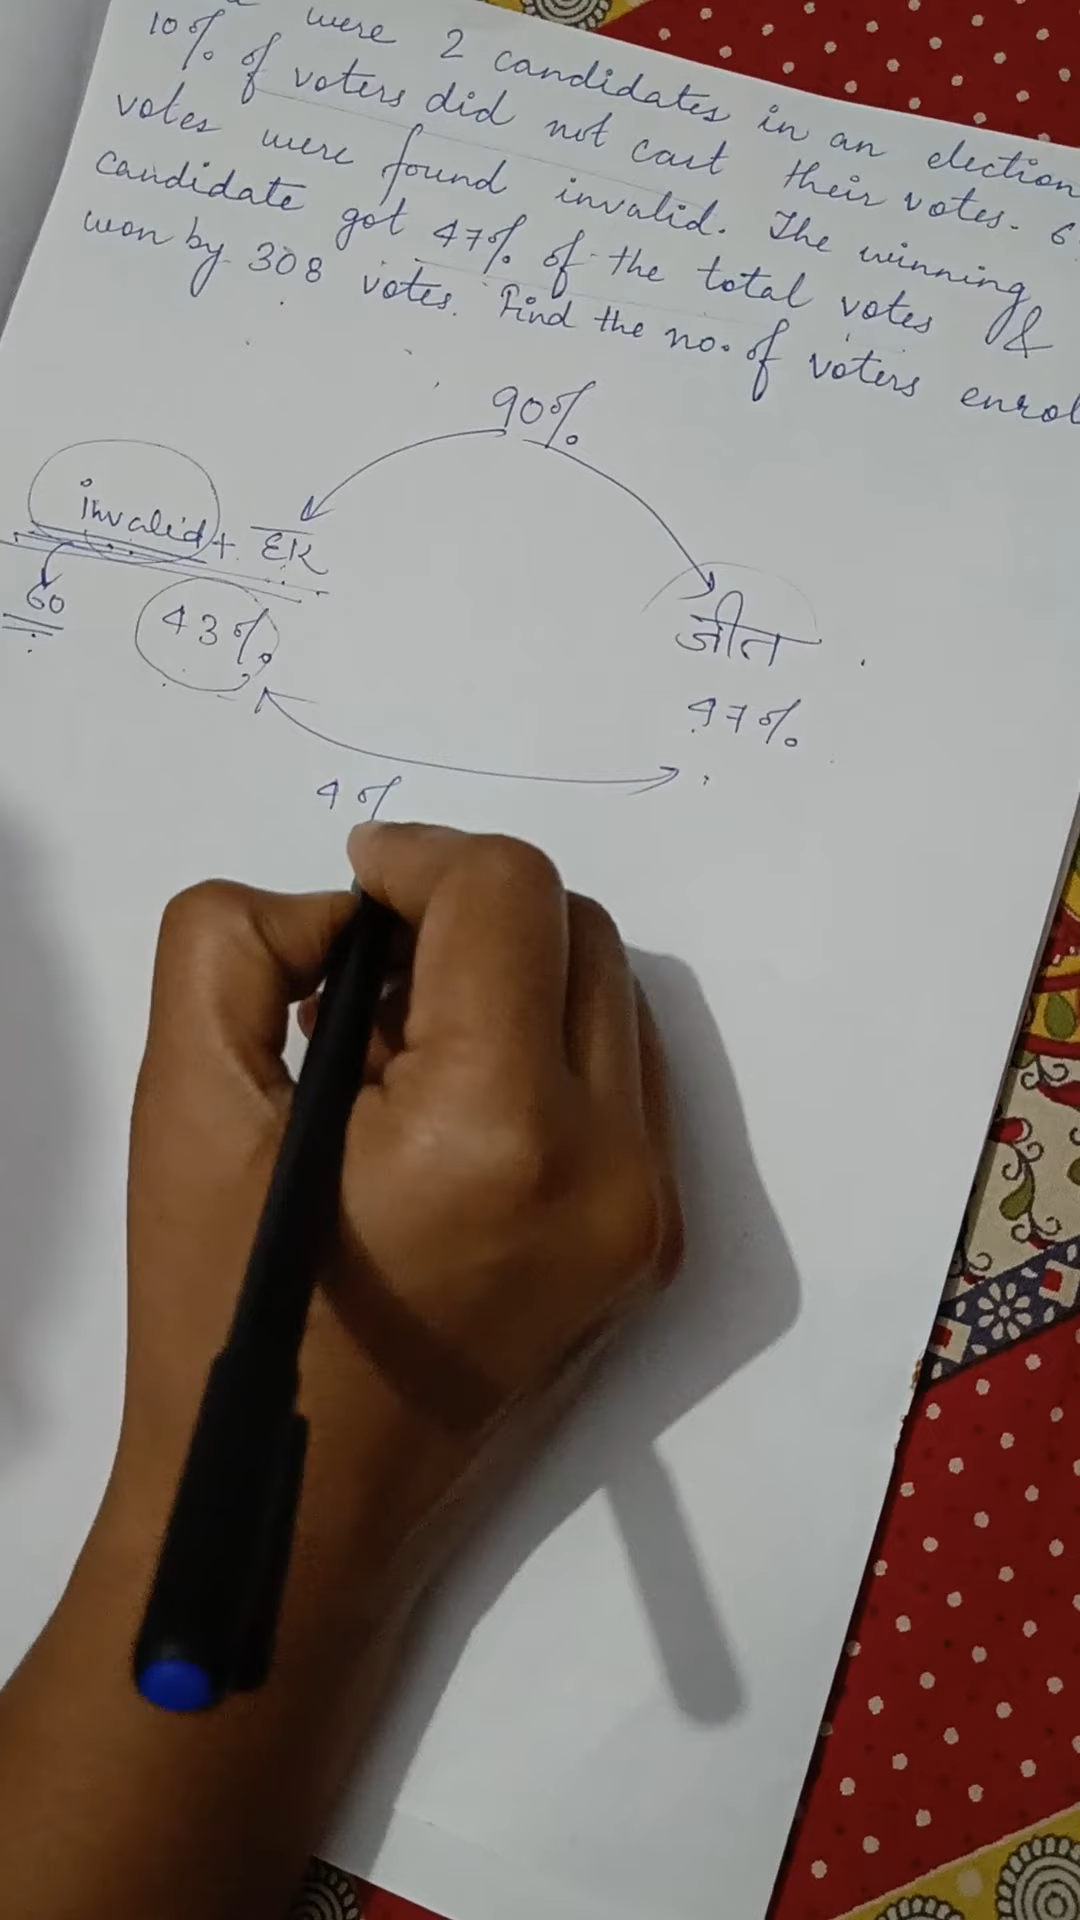 were 2 candidates in an election
10% of voters did not cast their votes. 6
votes were found invalid. The winning
candidate got 47% of the total votes &
won by 308 votes. Find the no. of voters enrol
90%
invalid +
60
43%
जीत
47%
4%